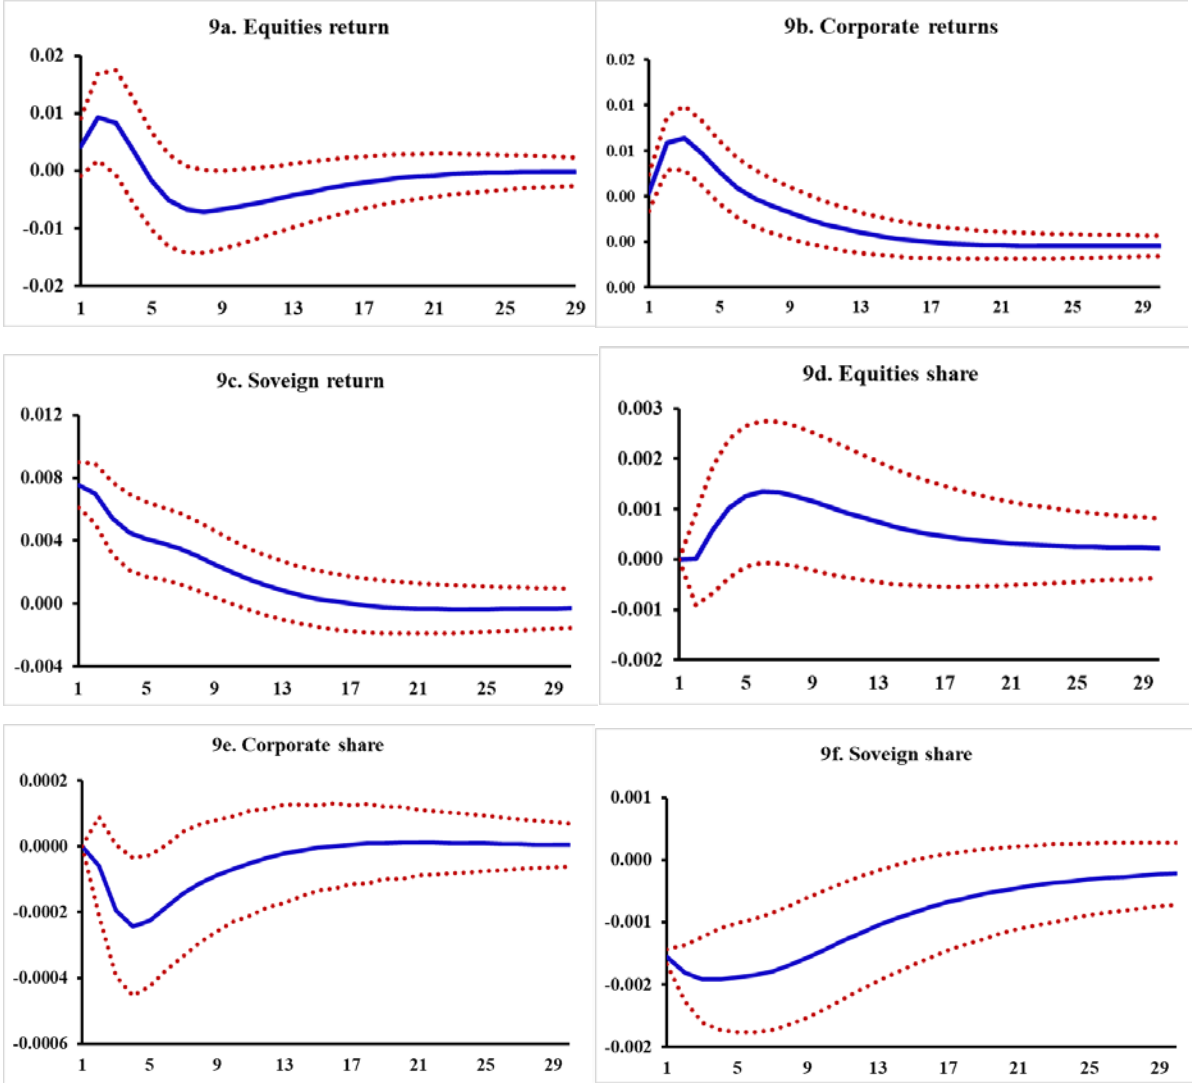 9a. Equities return
0.02
0.01
0.00
-0.01
-0.02
1 5 9 13 17 21 25 29
9b. Corporate returns
0.02
0.01
0.01
0.00
0.00
0.00
1 5 9 13 17 21 25 29
9c. Soveign return
0.012
0.008
0.004
0.000
-0.004
1 5 9 13 17 21 25 29
9d. Equities share
0.003
0.002
0.001
0.000
-0.001
-0.002
1 5 9 13 17 21 25 29
9e. Corporate share
0.0002
0.0000
-0.0002
-0.0004
-0.0006
1 5 9 13 17 21 25 29
9f. Soveign share
0.001
0.000
-0.001
-0.002
-0.002
1 5 9 13 17 21 25 29